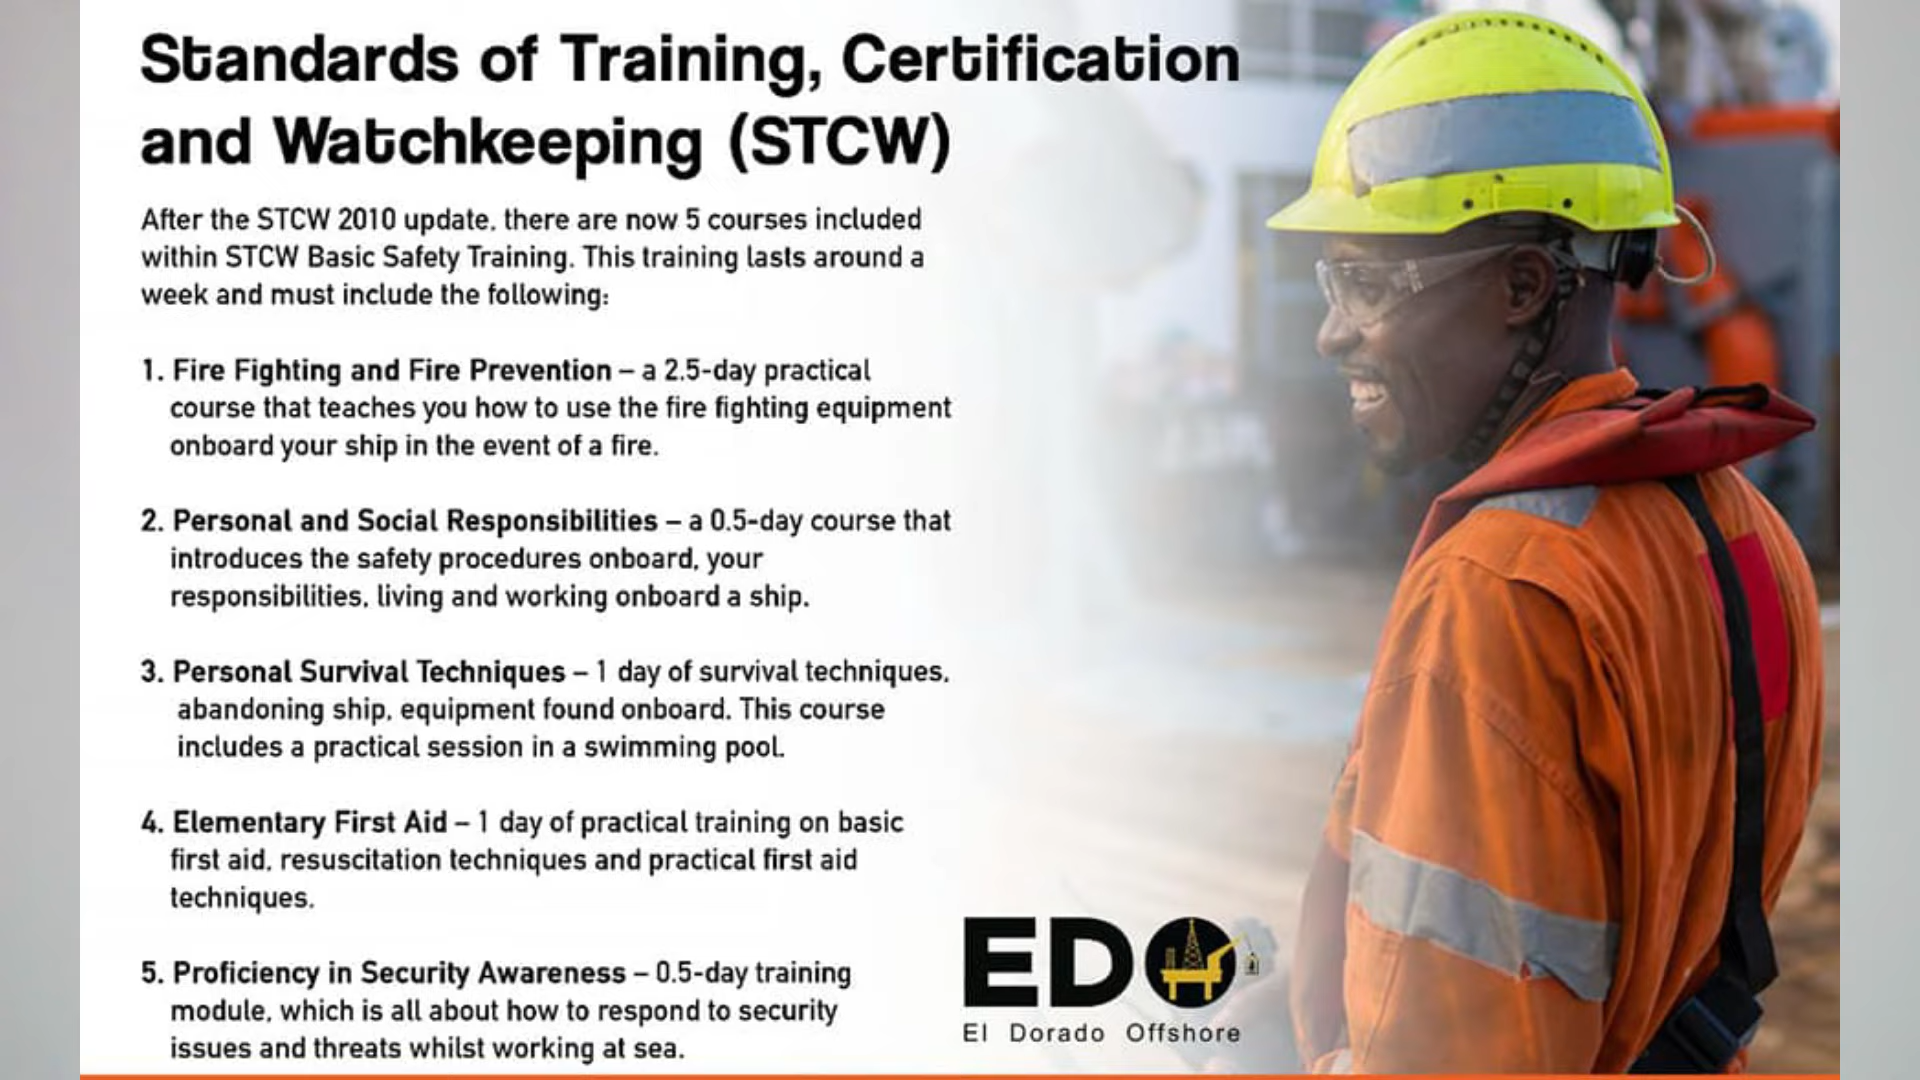 Standards of Training, Certification
and Watchkeeping (STCW)
After the STCW 2010 update, there are now 5 courses included
within STCW Basic Safety Training. This training lasts around a
week and must include the following:
1. Fire Fighting and Fire Prevention – a 2.5-day practical
course that teaches you how to use the fire fighting equipment
onboard your ship in the event of a fire.
2. Personal and Social Responsibilities – a 0.5-day course that
introduces the safety procedures onboard, your
responsibilities, living and working onboard a ship.
3. Personal Survival Techniques – 1 day of survival techniques,
abandoning ship, equipment found onboard. This course
includes a practical session in a swimming pool.
4. Elementary First Aid – 1 day of practical training on basic
first aid, resuscitation techniques and practical first aid
techniques.
5. Proficiency in Security Awareness – 0.5-day training
module, which is all about how to respond to security
issues and threats whilst working at sea.
EDO
El Dorado Offshore